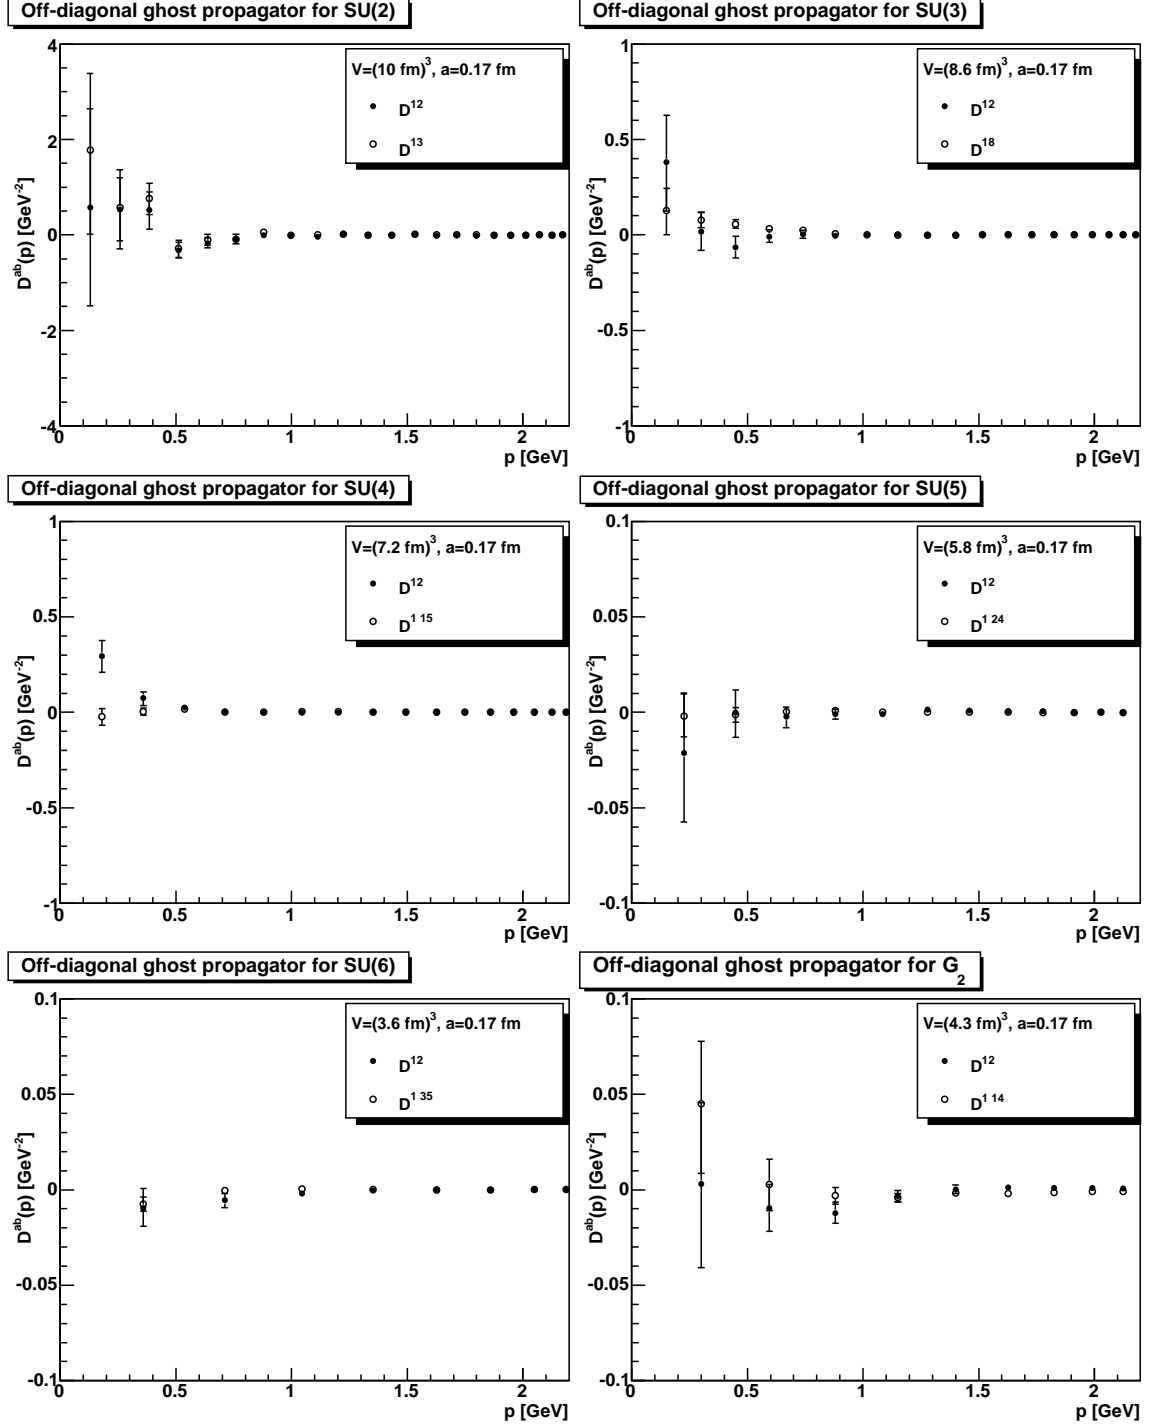 Off-diagonal ghost propagator for SU(2)
4
2
0
-2
-4
0
0.5
1
1.5
2
p [GeV]
D^ab(p) [GeV^-2]
V=(10 fm)^3, a=0.17 fm
D^12
D^13
Off-diagonal ghost propagator for SU(3)
1
0.5
0
-0.5
-1
0
0.5
1
1.5
2
p [GeV]
D^ab(p) [GeV^-2]
V=(8.6 fm)^3, a=0.17 fm
D^12
D^18
Off-diagonal ghost propagator for SU(4)
1
0.5
0
-0.5
-1
0
0.5
1
1.5
2
p [GeV]
D^ab(p) [GeV^-2]
V=(7.2 fm)^3, a=0.17 fm
D^12
D^1 15
Off-diagonal ghost propagator for SU(5)
0.1
0.05
0
-0.05
-0.1
0
0.5
1
1.5
2
p [GeV]
D^ab(p) [GeV^-2]
V=(5.8 fm)^3, a=0.17 fm
D^12
D^1 24
Off-diagonal ghost propagator for SU(6)
0.1
0.05
0
-0.05
-0.1
0
0.5
1
1.5
2
p [GeV]
D^ab(p) [GeV^-2]
V=(3.6 fm)^3, a=0.17 fm
D^12
D^1 35
Off-diagonal ghost propagator for G_2
0.1
0.05
0
-0.05
-0.1
0
0.5
1
1.5
2
p [GeV]
D^ab(p) [GeV^-2]
V=(4.3 fm)^3, a=0.17 fm
D^12
D^1 14